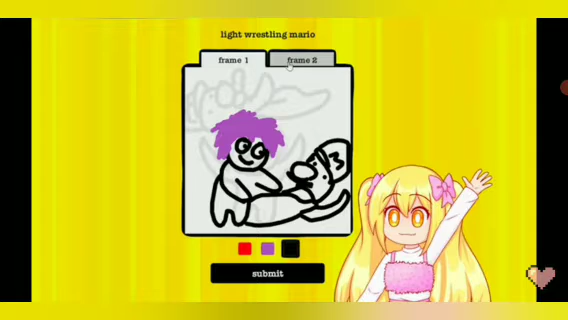 light wrestling mario
frame 1
frame 2
submit